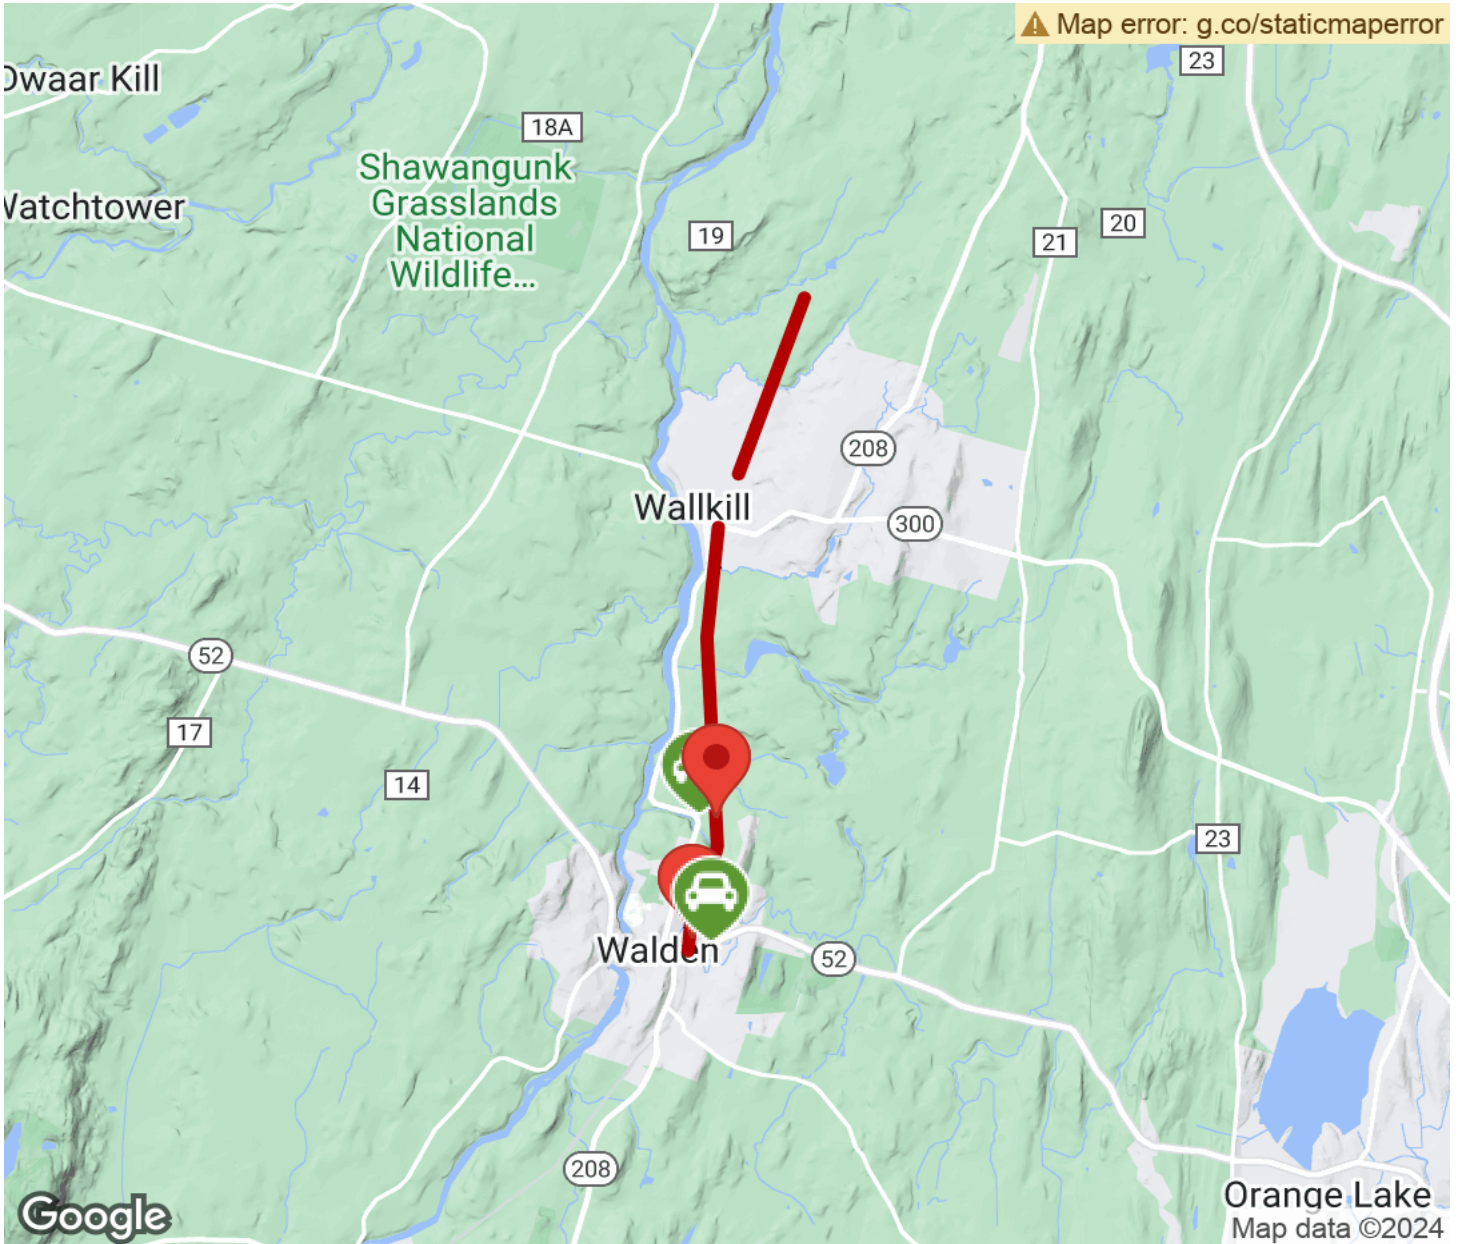 Map error: g.co/staticmaperror
23
Dwaar Kill
18A
Shawangunk
Grasslands
National
Wildlife...
Watchtower
19
20
21
208
Wallkill
300
52
17
14
23
Walden
52
208
Orange Lake
Google
Map data ©2024